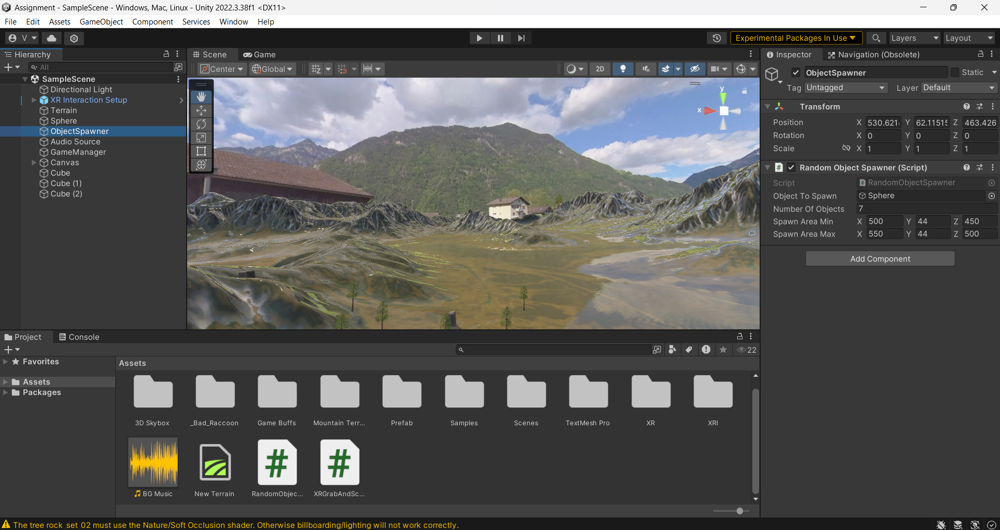 Assignment - SampleScene - Windows, Mac, Linux - Unity 2022.3.38f1 <DX11>
File Edit Assets GameObject Component Services Window Help
V
Experimental Packages In Use
Layers
Layout
Hierarchy
All
SampleScene
Directional Light
XR Interaction Setup
Terrain
Sphere
ObjectSpawner
Audio Source
GameManager
Canvas
Cube
Cube (1)
Cube (2)
Scene
Game
Center
Global
2D
y
x
Inspector
Navigation (Obsolete)
ObjectSpawner
Static
Tag Untagged
Layer Default
Transform
Position X 530.621 Y 62.11515 Z 463.426
Rotation X 0 Y 0 Z 0
Scale X 1 Y 1 Z 1
# Random Object Spawner (Script)
Script RandomObjectSpawner
Object To Spawn Sphere
Number Of Objects 7
Spawn Area Min X 500 Y 44 Z 450
Spawn Area Max X 550 Y 44 Z 500
Add Component
Project
Console
22
Favorites
Assets
Packages
Assets
3D Skybox
_Bad_Raccoon
Game Buffs
Mountain Terr...
Prefab
Samples
Scenes
TextMesh Pro
XR
XRI
# #
BG Music
New Terrain
RandomObjec...
XRGrabAndSc...
The tree rock_set_02 must use the Nature/Soft Occlusion shader. Otherwise billboarding/lighting will not work correctly.